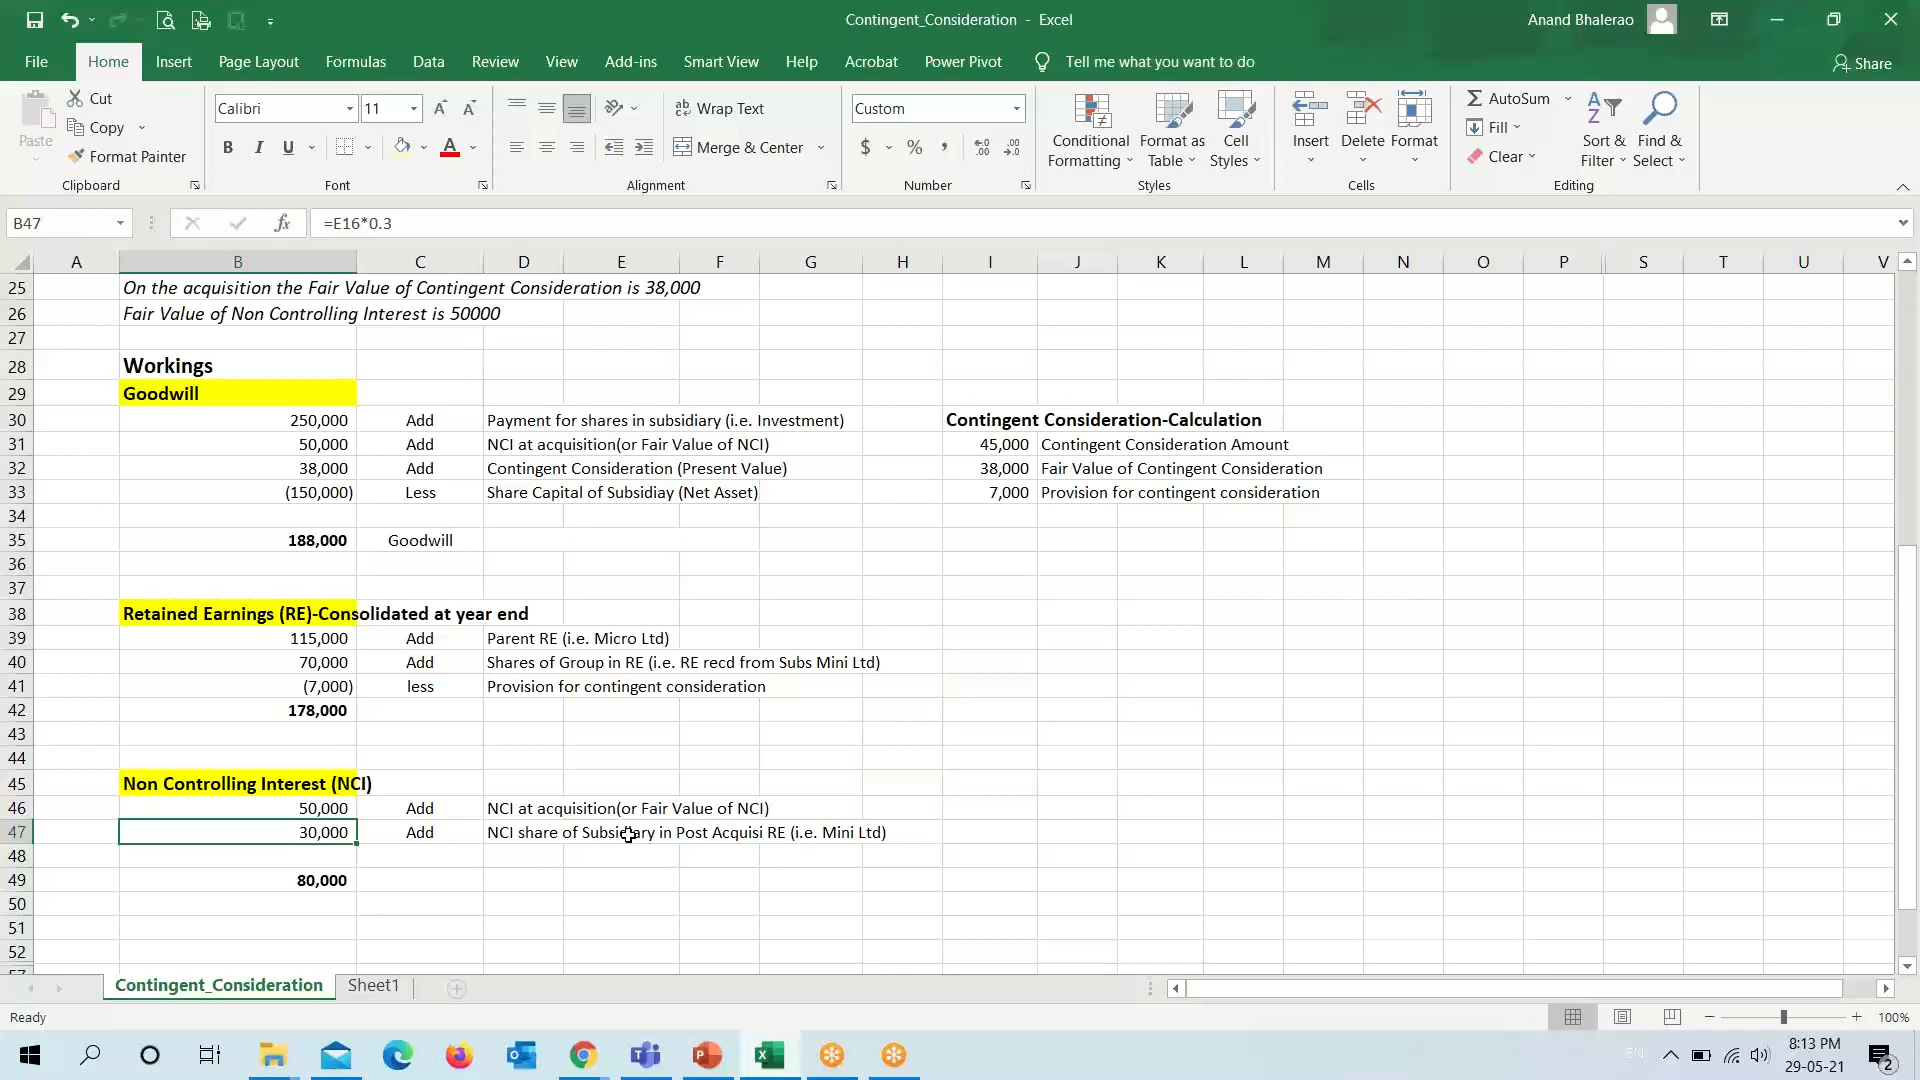 Contingent_Consideration - Excel
Anand Bhalerao
File Home Insert Page Layout Formulas Data Review View Add-ins Smart View Help Acrobat Power Pivot Tell me what you want to do Share
Paste
Cut
Copy
Format Painter
Clipboard
Calibri 11
B I U
Font
Wrap Text
Merge & Center
Alignment
Custom
$ % ,
Number
Conditional Formatting
Format as Table
Cell Styles
Styles
Insert Delete Format
Cells
AutoSum
Fill
Clear
Sort & Filter
Find & Select
Editing
B47 fx =E16*0.3
A B C D E F G H I J K L M N O P S T U V
25 On the acquisition the Fair Value of Contingent Consideration is 38,000
26 Fair Value of Non Controlling Interest is 50000
27
28 Workings
29 Goodwill
30 250,000 Add Payment for shares in subsidiary (i.e. Investment) Contingent Consideration-Calculation
31 50,000 Add NCI at acquisition(or Fair Value of NCI) 45,000 Contingent Consideration Amount
32 38,000 Add Contingent Consideration (Present Value) 38,000 Fair Value of Contingent Consideration
33 (150,000) Less Share Capital of Subsidiay (Net Asset) 7,000 Provision for contingent consideration
34
35 188,000 Goodwill
36
37
38 Retained Earnings (RE)-Consolidated at year end
39 115,000 Add Parent RE (i.e. Micro Ltd)
40 70,000 Add Shares of Group in RE (i.e. RE recd from Subs Mini Ltd)
41 (7,000) less Provision for contingent consideration
42 178,000
43
44
45 Non Controlling Interest (NCI)
46 50,000 Add NCI at acquisition(or Fair Value of NCI)
47 30,000 Add NCI share of Subsidiary in Post Acquisi RE (i.e. Mini Ltd)
48
49 80,000
50
51
52
Contingent_Consideration Sheet1
Ready
100%
8:13 PM
29-05-21
2